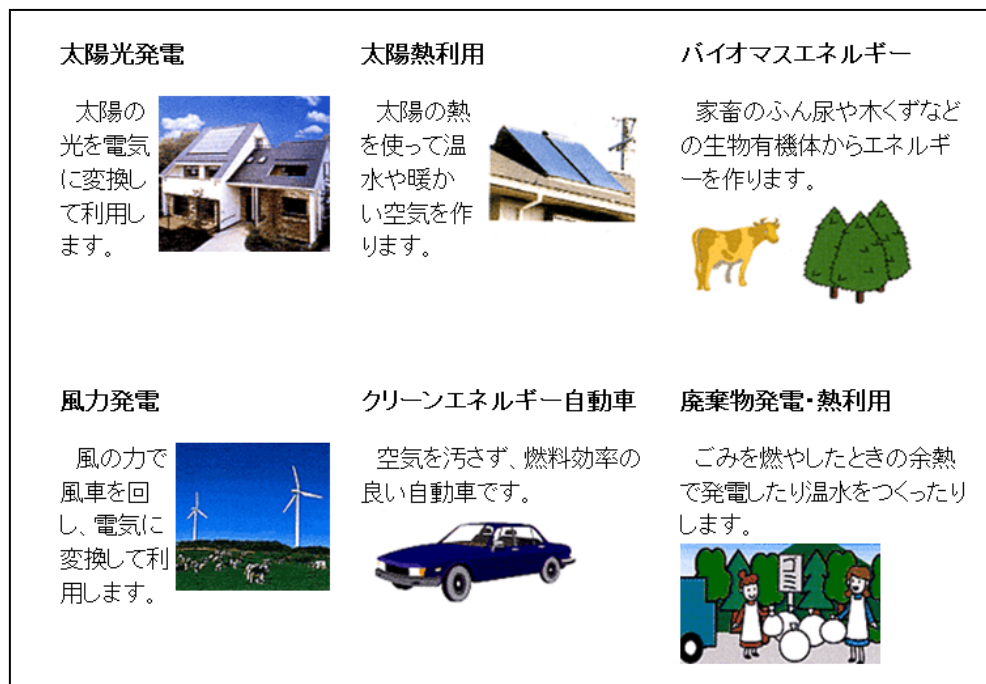 太陽光発電
太陽の
光を電気
に変換し
て利用し
ます。
太陽熱利用
太陽の熱
を使って温
水や暖か
い空気を作
ります。
バイオマスエネルギー
家畜のふん尿や木くずなど
の生物有機体からエネルギ
ーを作ります。
風力発電
風の力で
風車を回
し、電気に
変換して利
用します。
クリーンエネルギー自動車
空気を汚さず、燃料効率の
良い自動車です。
廃棄物発電・熱利用
ごみを燃やしたときの余熱
で発電したり温水をつくったり
します。
ゴミ